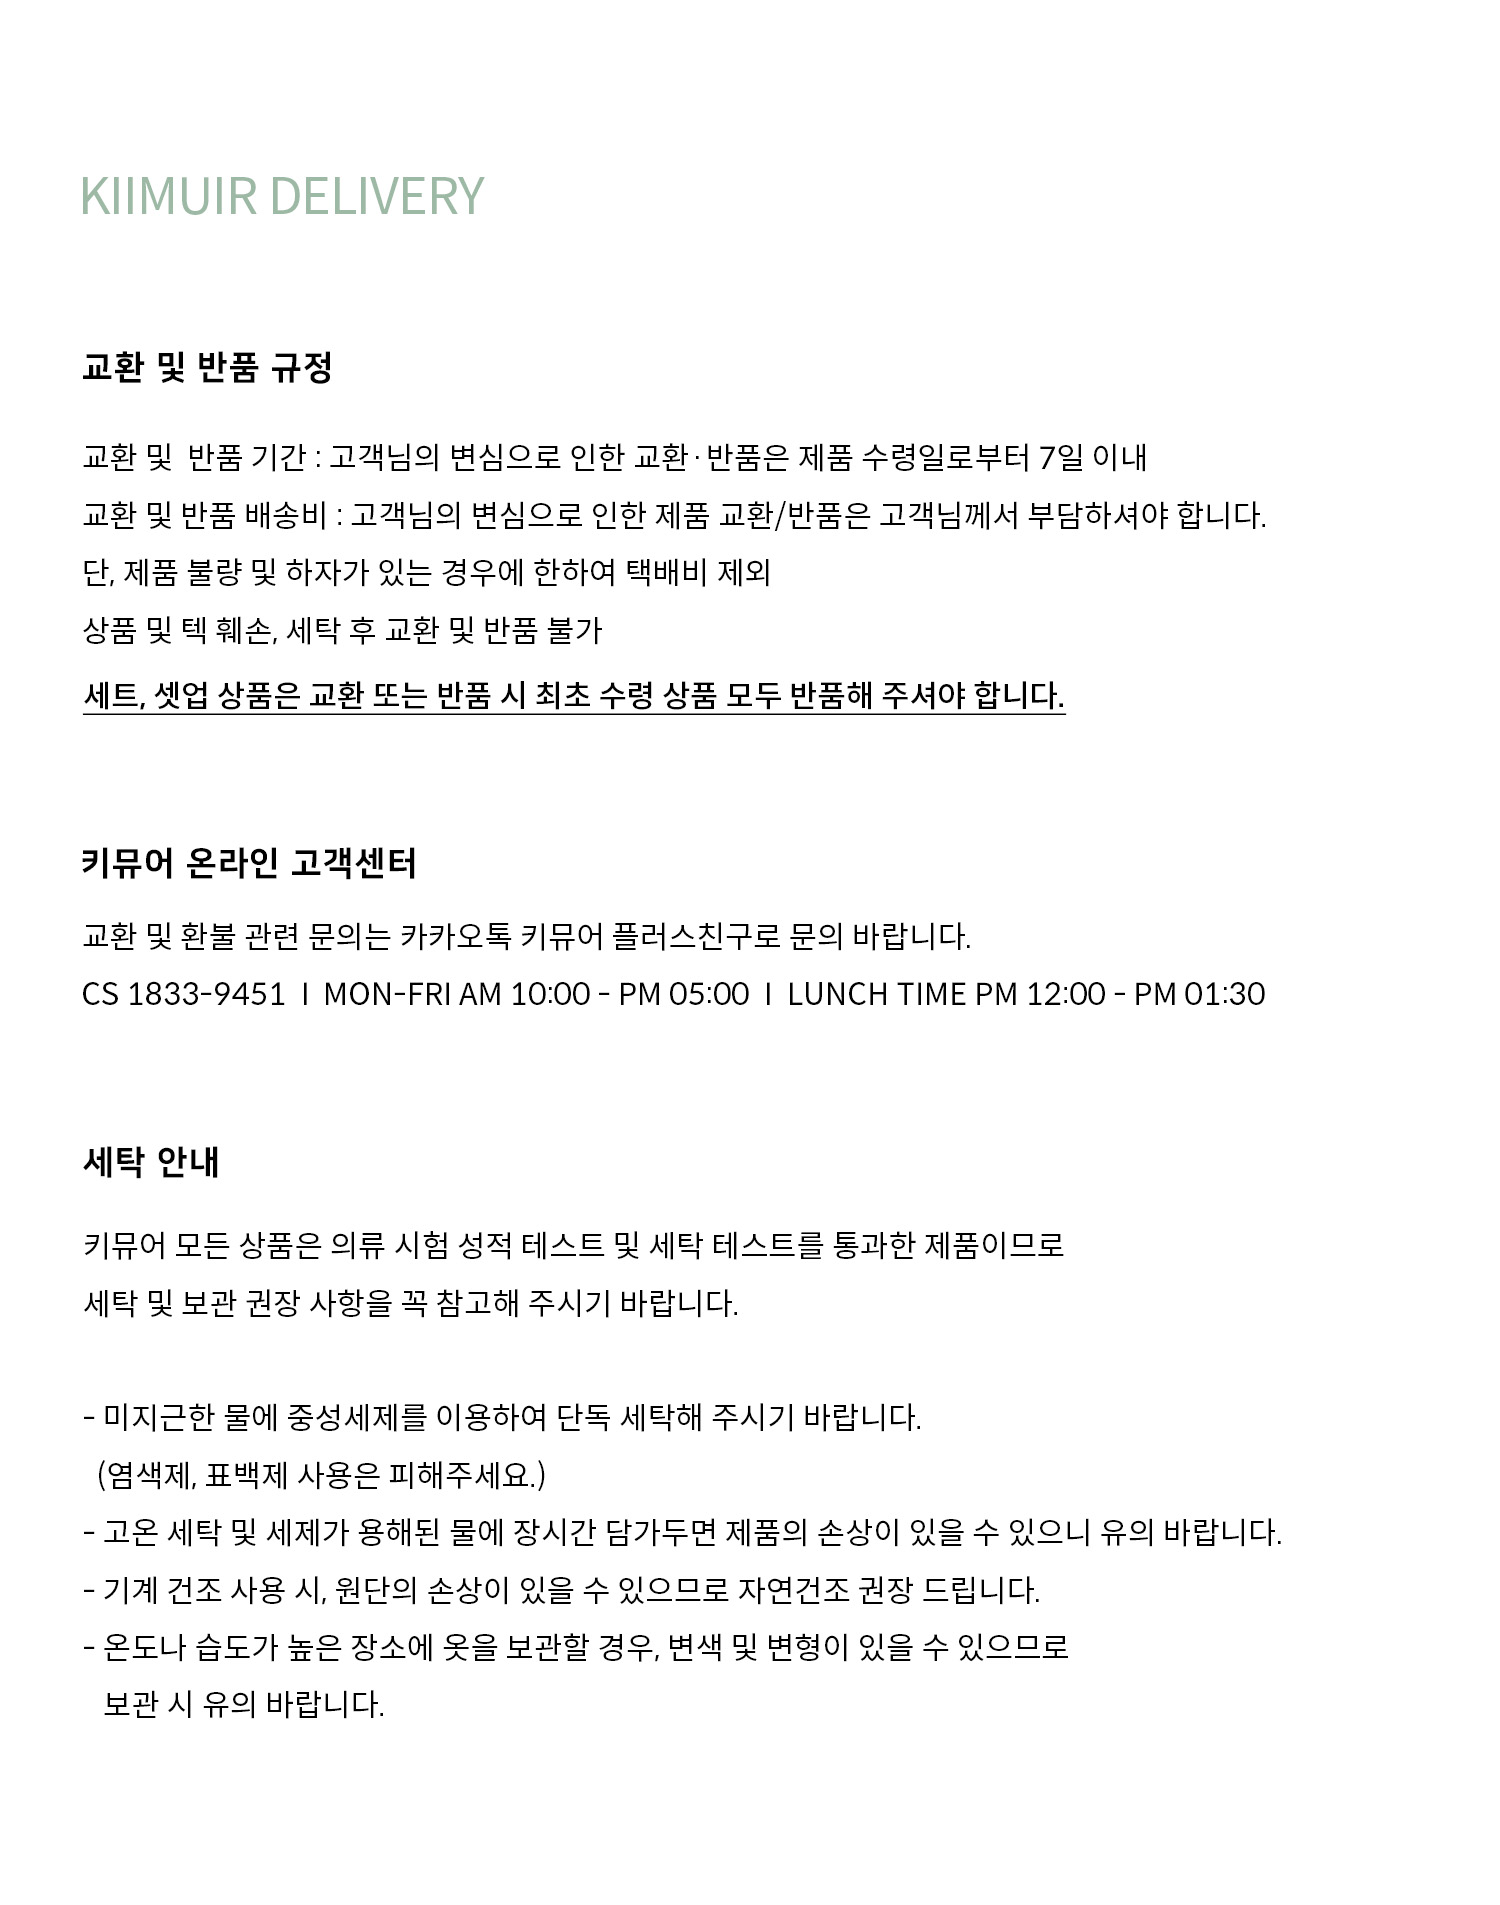 KIIMUIR DELIVERY
교환 및 반품 규정
교환 및 반품 기간 : 고객님의 변심으로 인한 교환·반품은 제품 수령일로부터 7일 이내
교환 및 반품 배송비 : 고객님의 변심으로 인한 제품 교환/반품은 고객님께서 부담하셔야 합니다.
단, 제품 불량 및 하자가 있는 경우에 한하여 택배비 제외
상품 및 텍 훼손, 세탁 후 교환 및 반품 불가
세트, 셋업 상품은 교환 또는 반품 시 최초 수령 상품 모두 반품해 주셔야 합니다.
키뮤어 온라인 고객센터
교환 및 환불 관련 문의는 카카오톡 키뮤어 플러스친구로 문의 바랍니다.
CS 1833-9451 I MON-FRI AM 10:00 - PM 05:00 I LUNCH TIME PM 12:00 - PM 01:30
세탁 안내
키뮤어 모든 상품은 의류 시험 성적 테스트 및 세탁 테스트를 통과한 제품이므로
세탁 및 보관 권장 사항을 꼭 참고해 주시기 바랍니다.
- 미지근한 물에 중성세제를 이용하여 단독 세탁해 주시기 바랍니다.
(염색제, 표백제 사용은 피해주세요.)
- 고온 세탁 및 세제가 용해된 물에 장시간 담가두면 제품의 손상이 있을 수 있으니 유의 바랍니다.
- 기계 건조 사용 시, 원단의 손상이 있을 수 있으므로 자연건조 권장 드립니다.
- 온도나 습도가 높은 장소에 옷을 보관할 경우, 변색 및 변형이 있을 수 있으므로
보관 시 유의 바랍니다.